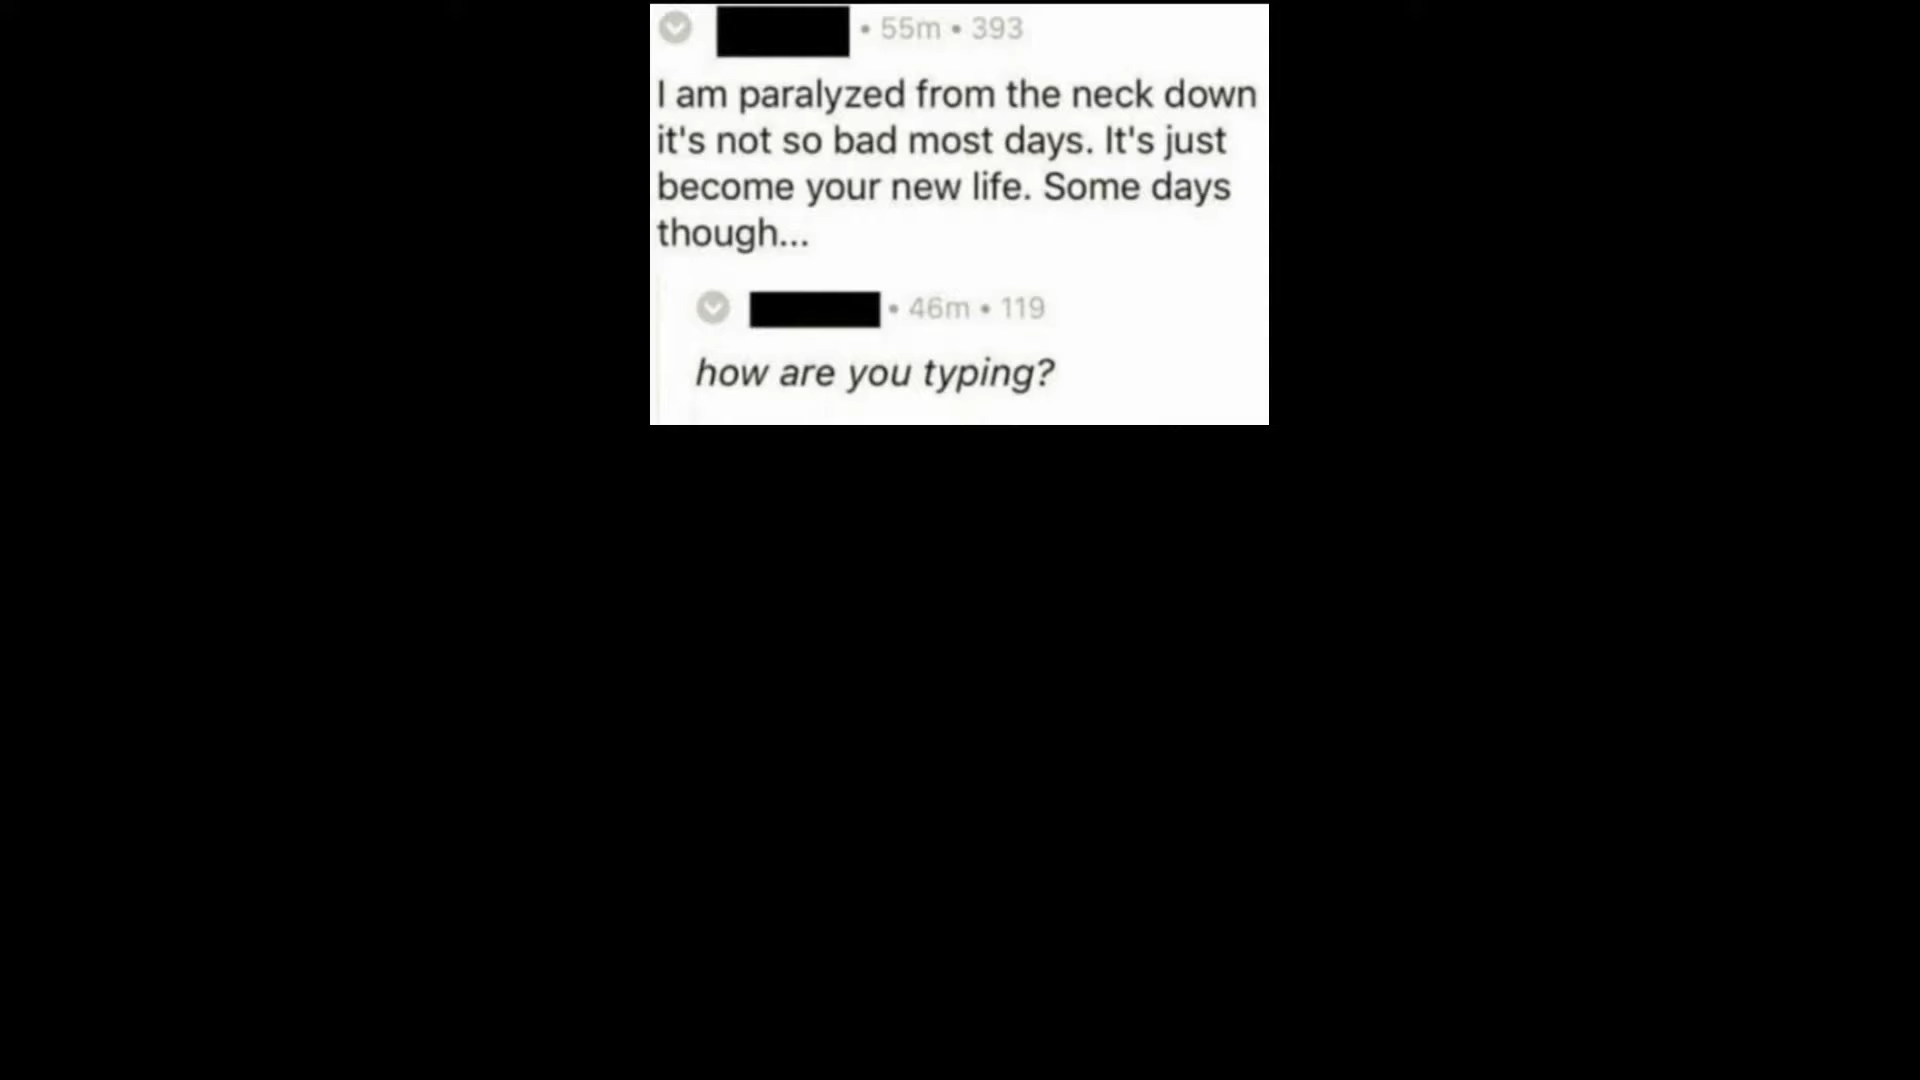 • 55m • 393
I am paralyzed from the neck down
it's not so bad most days. It's just
become your new life. Some days
though...
• 46m • 119
how are you typing?